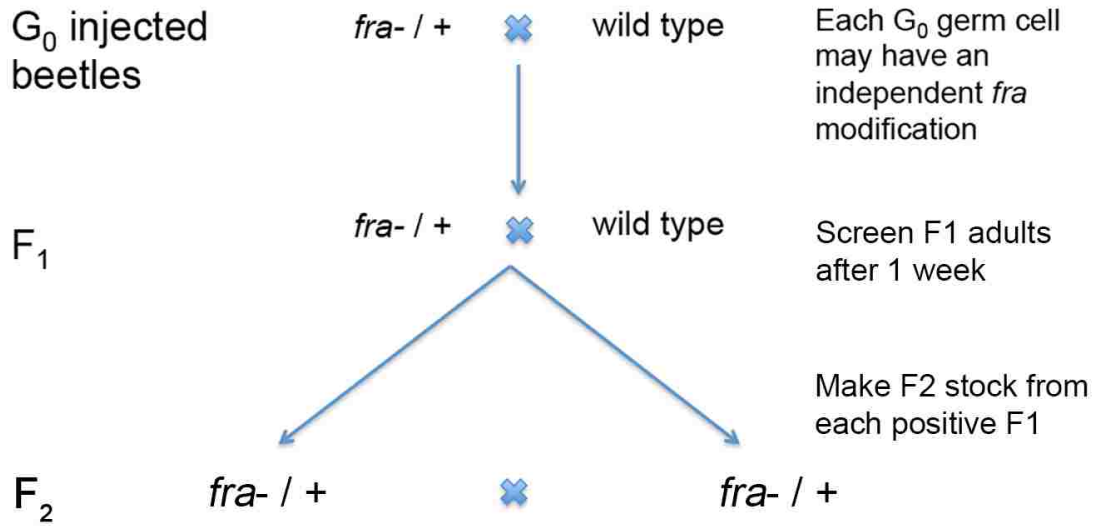 G₀ injected
beetles
fra- / +
wild type
Each G₀ germ cell
may have an
independent fra
modification
F₁
fra- / +
wild type
Screen F1 adults
after 1 week
Make F2 stock from
each positive F1
F₂
fra- / +
fra- / +